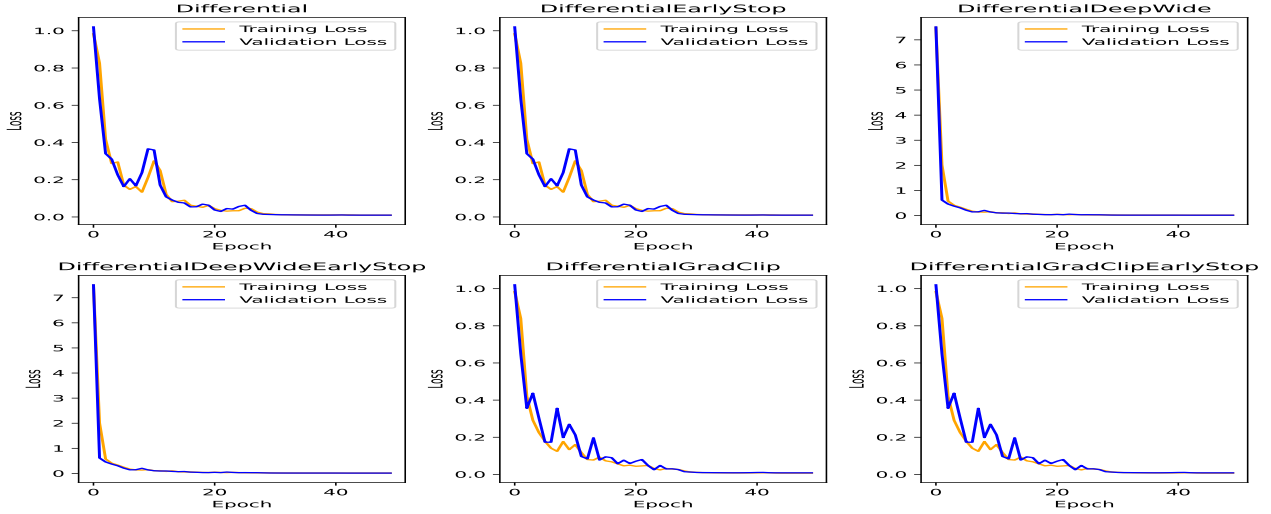 Differential
Training Loss
Validation Loss
1.0
0.8
0.6
0.4
0.2
0.0
Loss
0
20
40
Epoch
DifferentialEarlyStop
Training Loss
Validation Loss
1.0
0.8
0.6
0.4
0.2
0.0
Loss
0
20
40
Epoch
DifferentialDeepWide
Training Loss
Validation Loss
7
6
5
4
3
2
1
0
Loss
0
20
40
Epoch
DifferentialDeepWideEarlyStop
Training Loss
Validation Loss
7
6
5
4
3
2
1
0
Loss
0
20
40
Epoch
DifferentialGradClip
Training Loss
Validation Loss
1.0
0.8
0.6
0.4
0.2
0.0
Loss
0
20
40
Epoch
DifferentialGradClipEarlyStop
Training Loss
Validation Loss
1.0
0.8
0.6
0.4
0.2
0.0
Loss
0
20
40
Epoch